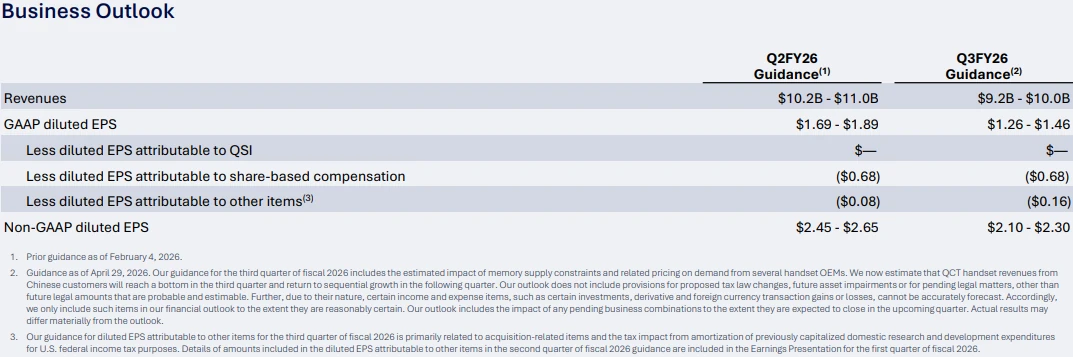 Business Outlook
Q2FY26 Q3FY26
Guidance(1) Guidance(2)
Revenues $10.2B - $11.0B $9.2B - $10.0B
GAAP diluted EPS $1.69 - $1.89 $1.26 - $1.46
Less diluted EPS attributable to QSI $— $—
Less diluted EPS attributable to share-based compensation ($0.68) ($0.68)
Less diluted EPS attributable to other items(3) ($0.08) ($0.16)
Non-GAAP diluted EPS $2.45 - $2.65 $2.10 - $2.30
1. Prior guidance as of February 4, 2026.
2. Guidance as of April 29, 2026. Our guidance for the third quarter of fiscal 2026 includes the estimated impact of memory supply constraints and related pricing on demand from several handset OEMs. We now estimate that QCT handset revenues from
Chinese customers will reach a bottom in the third quarter and return to sequential growth in the following quarter. Our outlook does not include provisions for proposed tax law changes, future asset impairments or for pending legal matters, other than
future legal amounts that are probable and estimable. Further, due to their nature, certain income and expense items, such as certain investments, derivative and foreign currency transaction gains or losses, cannot be accurately forecast. Accordingly,
we only include such items in our financial outlook to the extent they are reasonably certain. Our outlook includes the impact of any pending business combinations to the extent they are expected to close in the upcoming quarter. Actual results may
differ materially from the outlook.
3. Our guidance for diluted EPS attributable to other items for the third quarter of fiscal 2026 is primarily related to acquisition-related items and the tax impact from amortization of previously capitalized domestic research and development expenditures
for U.S. federal income tax purposes. Details of amounts included in the diluted EPS attributable to other items in the second quarter of fiscal 2026 guidance are included in the Earnings Presentation for the first quarter of fiscal 2026.